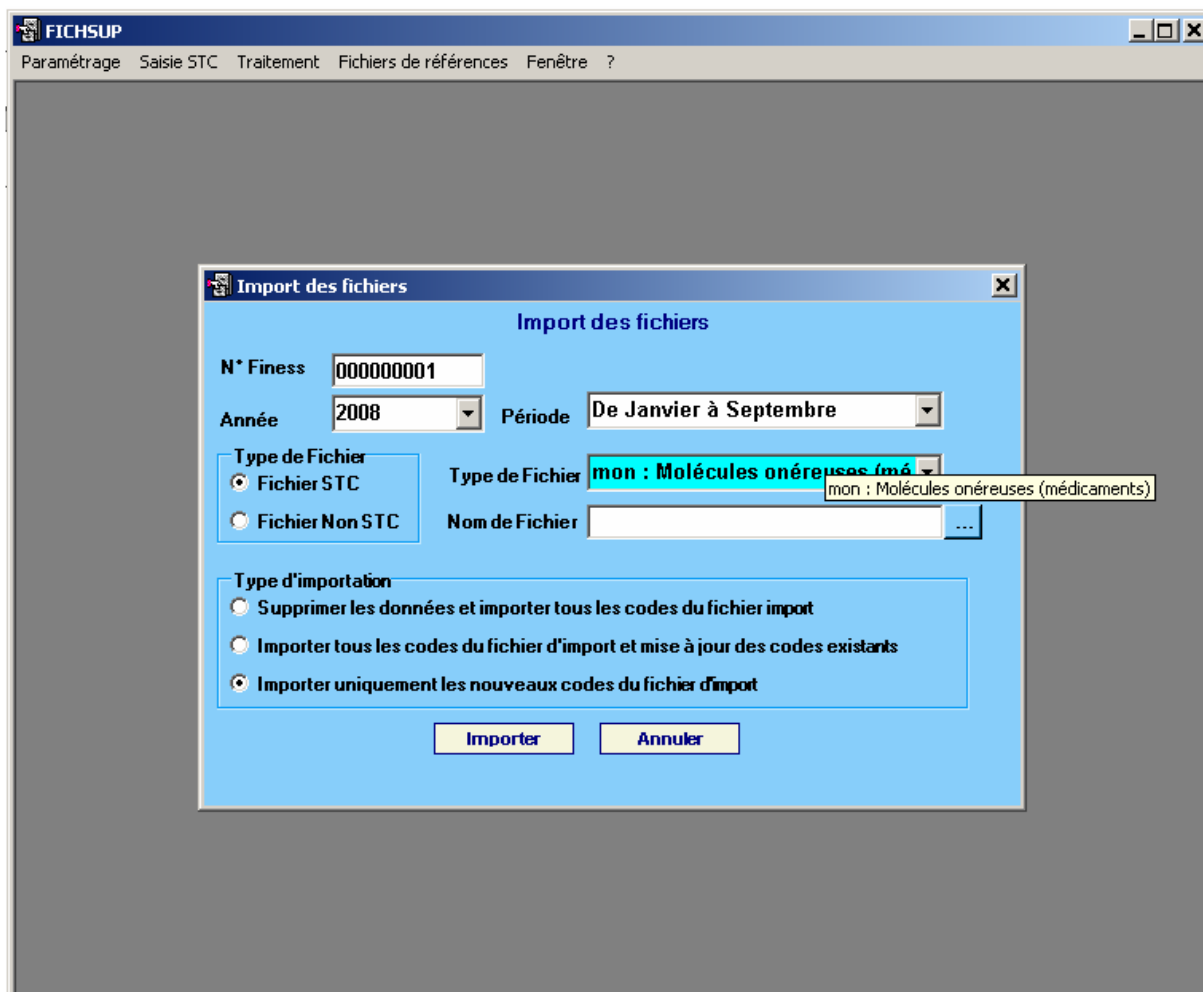 FICHSUP
Paramétrage Saisie STC Traitement Fichiers de références Fenêtre ?
Import des fichiers
Import des fichiers
N° Finess 000000001
Année 2008 Période De Janvier à Septembre
Type de Fichier
Fichier STC
Type de Fichier mon : Molécules onéreuses (mé
mon : Molécules onéreuses (médicaments)
Fichier Non STC
Nom de Fichier ...
Type d'importation
Supprimer les données et importer tous les codes du fichier import
Importer tous les codes du fichier d'import et mise à jour des codes existants
Importer uniquement les nouveaux codes du fichier d'import
Importer Annuler